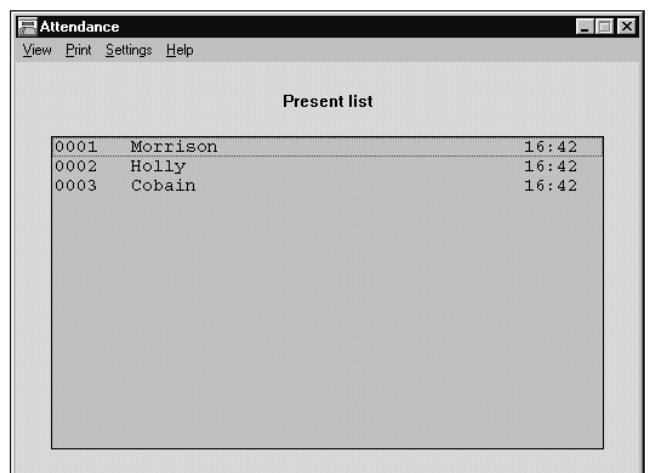 Attendance
View Print Settings Help
Present list
0001 Morrison 16:42
0002 Holly 16:42
0003 Cobain 16:42